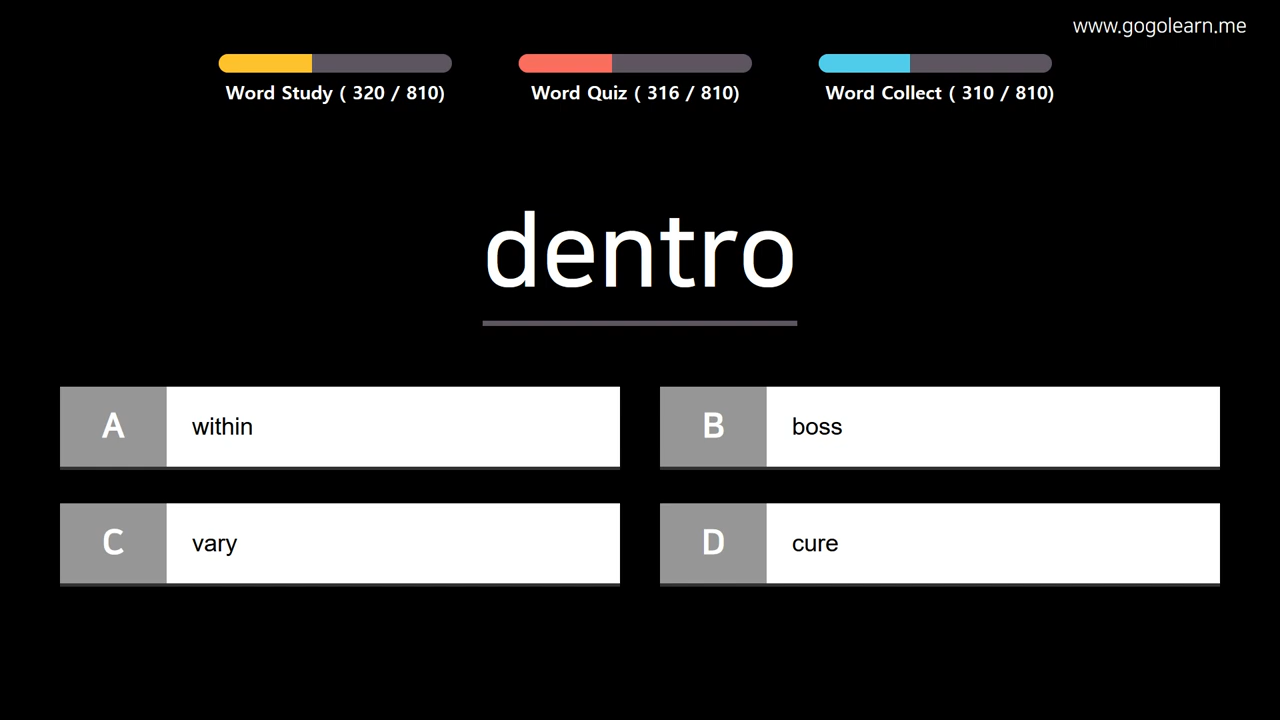 www.gogolearn.me
Word Study ( 320 / 810)
Word Quiz ( 316 / 810)
Word Collect ( 310 / 810)
dentro
A within
B boss
C vary
D cure